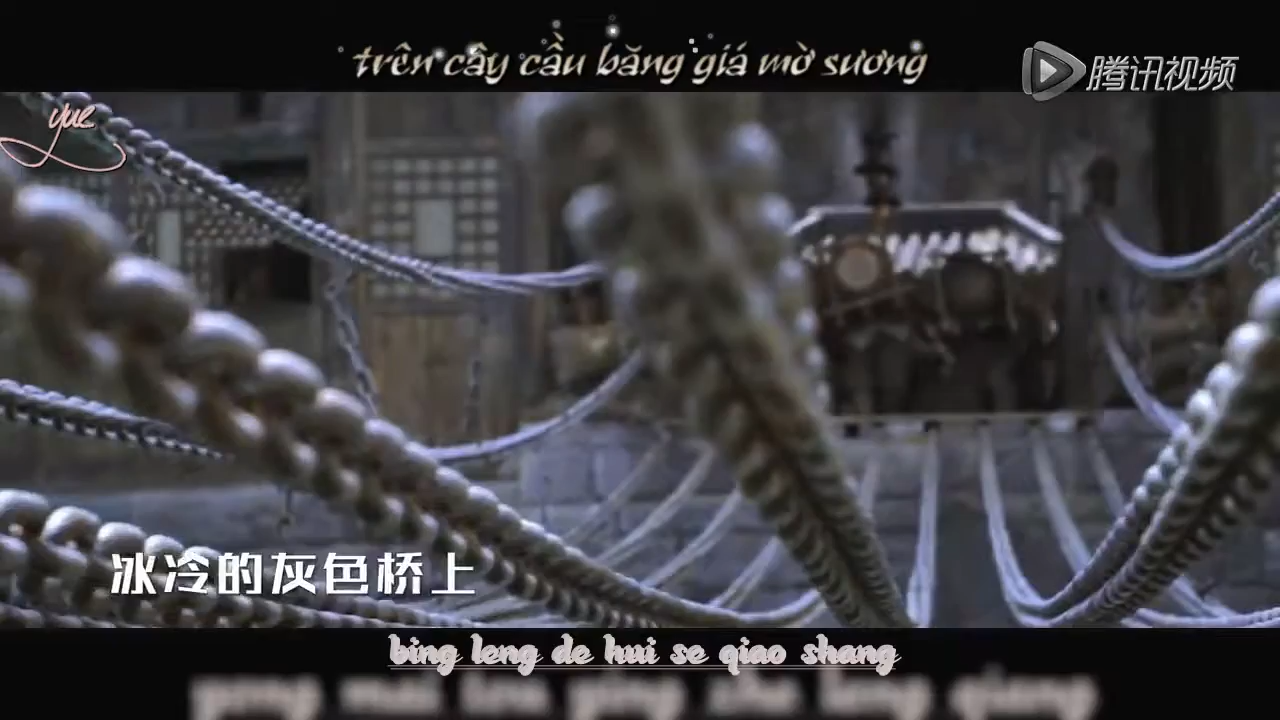 trên cây cầu băng giá mờ sương
腾讯视频
yue
冰冷的灰色桥上
bing leng de hui se qiao shang